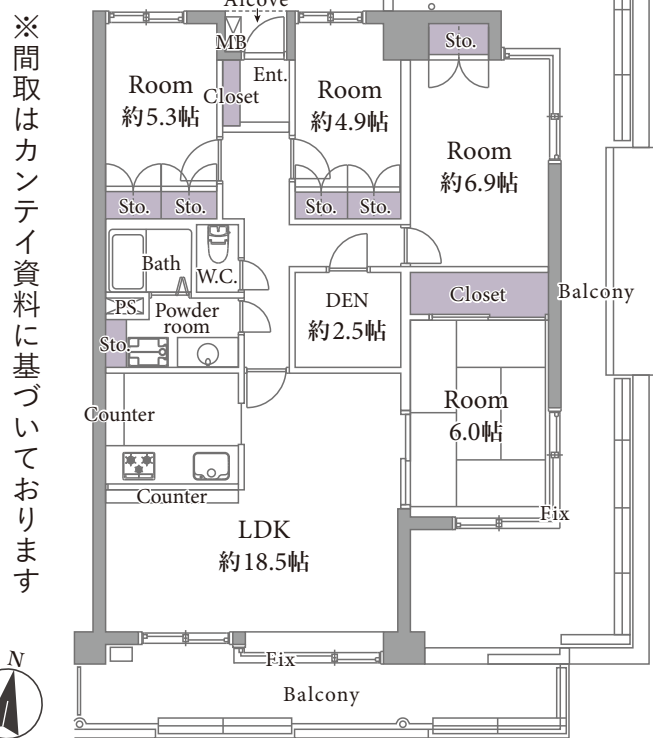 ※間取はカンテイ資料に基づいております
Alcove
MB
Ent.
Closet
Sto.
Room
約5.3帖
Room
約4.9帖
Room
約6.9帖
Sto.
Sto.
Sto.
Sto.
Bath
W.C.
P.S.
Powder
room
Sto.
DEN
約2.5帖
Closet
Balcony
Room
6.0帖
Counter
Counter
LDK
約18.5帖
Fix
Fix
Balcony
N